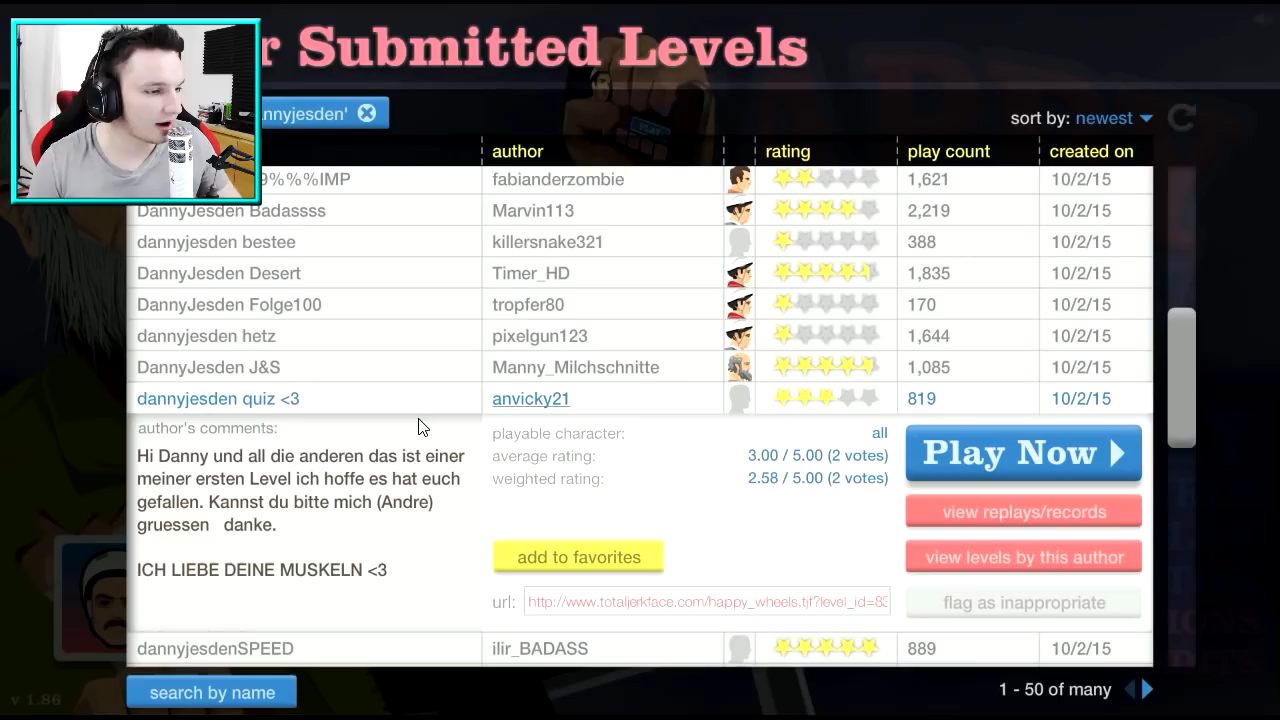 r Submitted Levels
nnyjesden'
sort by: newest
author rating play count created on
9%%%IMP fabianderzombie 1,621 10/2/15
DannyJesden Badassss Marvin113 2,219 10/2/15
dannyjesden bestee killersnake321 388 10/2/15
DannyJesden Desert Timer_HD 1,835 10/2/15
DannyJesden Folge100 tropfer80 170 10/2/15
dannyjesden hetz pixelgun123 1,644 10/2/15
DannyJesden J&S Manny_Milchschnitte 1,085 10/2/15
dannyjesden quiz <3 anvicky21 819 10/2/15
author's comments:
Hi Danny und all die anderen das ist einer
meiner ersten Level ich hoffe es hat euch
gefallen. Kannst du bitte mich (Andre)
gruessen danke.
ICH LIEBE DEINE MUSKELN <3
playable character: all
average rating: 3.00 / 5.00 (2 votes)
weighted rating: 2.58 / 5.00 (2 votes)
add to favorites
url: http://www.totaljerkface.com/happy_wheels.tjf?level_id=83
Play Now
view replays/records
view levels by this author
flag as inappropriate
dannyjesdenSPEED ilir_BADASS 889 10/2/15
search by name
1 - 50 of many
v 1.86